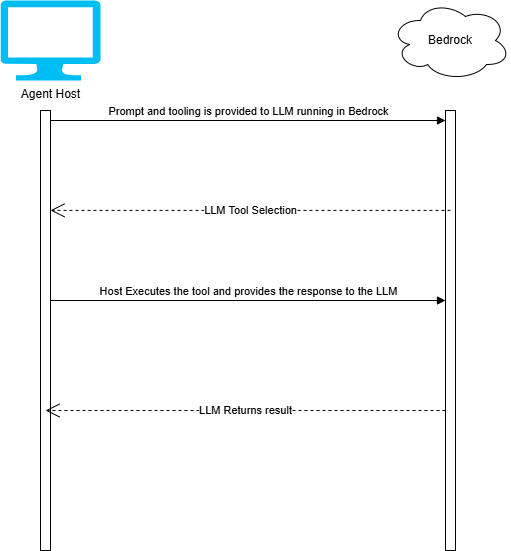 Bedrock
Agent Host
Prompt and tooling is provided to LLM running in Bedrock
LLM Tool Selection
Host Executes the tool and provides the response to the LLM
LLM Returns result